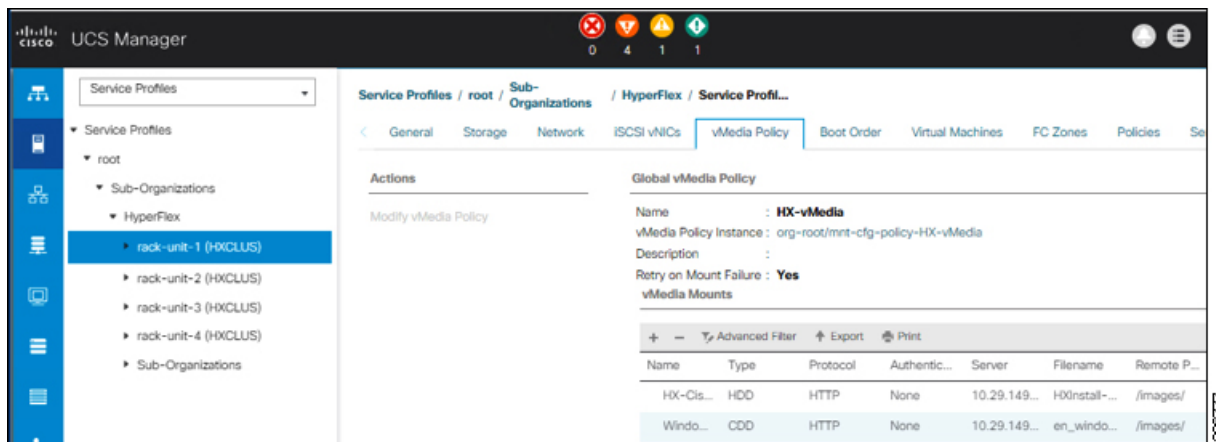 cisco UCS Manager
0 4 1 1
Service Profiles
Service Profiles
root
Sub-Organizations
HyperFlex
rack-unit-1 (HXCLUS)
rack-unit-2 (HXCLUS)
rack-unit-3 (HXCLUS)
rack-unit-4 (HXCLUS)
Sub-Organizations
Service Profiles / root / Sub-
Organizations / HyperFlex / Service Profil...
General Storage Network iSCSI vNICs vMedia Policy Boot Order Virtual Machines FC Zones Policies Se
Actions
Modify vMedia Policy
Global vMedia Policy
Name : HX-vMedia
vMedia Policy Instance : org-root/mnt-cfg-policy-HX-vMedia
Description :
Retry on Mount Failure : Yes
vMedia Mounts
+ − Advanced Filter Export Print
Name Type Protocol Authentic... Server Filename Remote P...
HX-Cis... HDD HTTP None 10.29.149... HXInstall-... /images/
Windo... CDD HTTP None 10.29.149... en_windo... /images/